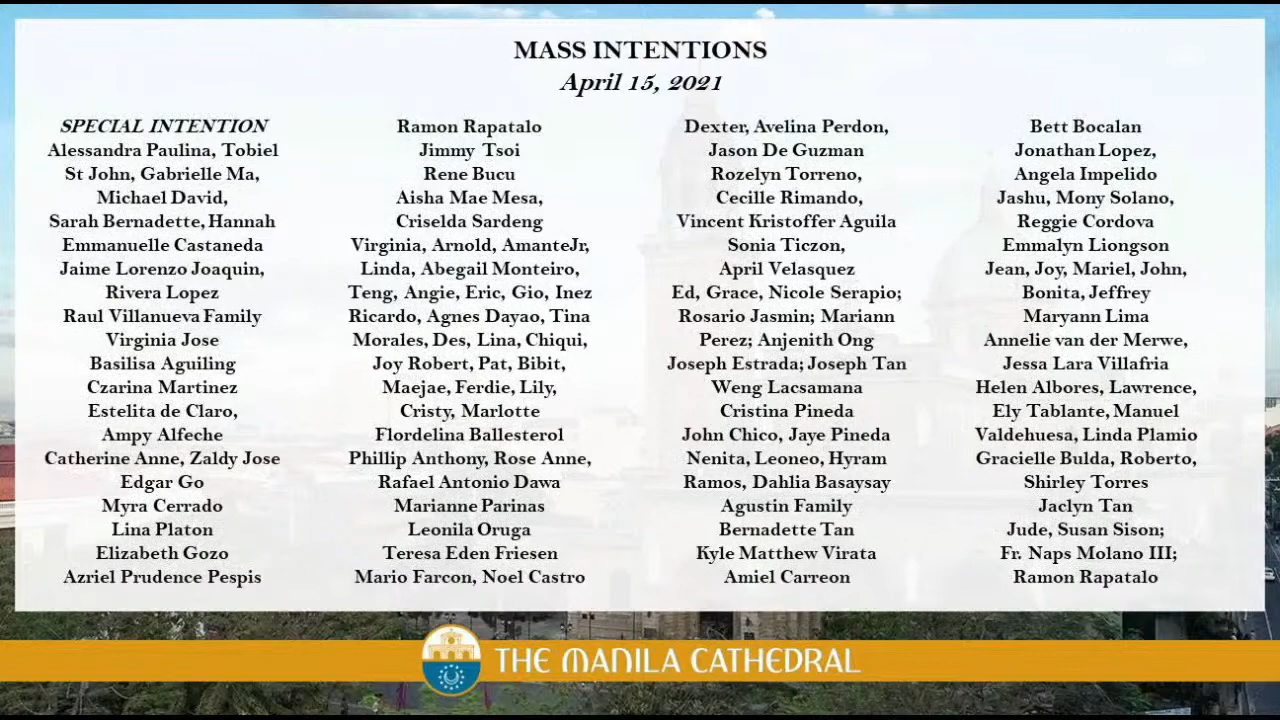 MASS INTENTIONS
April 15, 2021
SPECIAL INTENTION
Alessandra Paulina, Tobiel
St John, Gabrielle Ma,
Michael David,
Sarah Bernadette, Hannah
Emmanuelle Castaneda
Jaime Lorenzo Joaquin,
Rivera Lopez
Raul Villanueva Family
Virginia Jose
Basilisa Aguiling
Czarina Martinez
Estelita de Claro,
Ampy Alfeche
Catherine Anne, Zaldy Jose
Edgar Go
Myra Cerrado
Lina Platon
Elizabeth Gozo
Azriel Prudence Pespis
Ramon Rapatalo
Jimmy Tsoi
Rene Bucu
Aisha Mae Mesa,
Criselda Sardeng
Virginia, Arnold, AmanteJr,
Linda, Abegail Monteiro,
Teng, Angie, Eric, Gio, Inez
Ricardo, Agnes Dayao, Tina
Morales, Des, Lina, Chiqui,
Joy Robert, Pat, Bibit,
Maejae, Ferdie, Lily,
Cristy, Marlotte
Flordelina Ballesterol
Phillip Anthony, Rose Anne,
Rafael Antonio Dawa
Marianne Parinas
Leonila Oruga
Teresa Eden Friesen
Mario Farcon, Noel Castro
Dexter, Avelina Perdon,
Jason De Guzman
Rozelyn Torreno,
Cecille Rimando,
Vincent Kristoffer Aguila
Sonia Ticzon,
April Velasquez
Ed, Grace, Nicole Serapio;
Rosario Jasmin; Mariann
Perez; Anjenith Ong
Joseph Estrada; Joseph Tan
Weng Lacsamana
Cristina Pineda
John Chico, Jaye Pineda
Nenita, Leoneo, Hyram
Ramos, Dahlia Basaysay
Agustin Family
Bernadette Tan
Kyle Matthew Virata
Amiel Carreon
Bett Bocalan
Jonathan Lopez,
Angela Impelido
Jashu, Mony Solano,
Reggie Cordova
Emmalyn Liongson
Jean, Joy, Mariel, John,
Bonita, Jeffrey
Maryann Lima
Annelie van der Merwe,
Jessa Lara Villafria
Helen Albores, Lawrence,
Ely Tablante, Manuel
Valdehuesa, Linda Plamio
Gracielle Bulda, Roberto,
Shirley Torres
Jaclyn Tan
Jude, Susan Sison;
Fr. Naps Molano III;
Ramon Rapatalo
THE MANILA CATHEDRAL